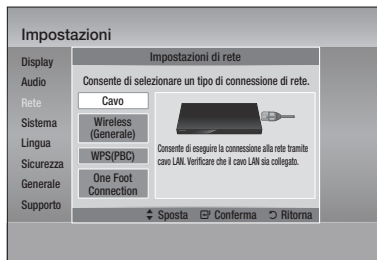 Impostazioni
Display
Audio
Rete
Sistema
Lingua
Sicurezza
Generale
Supporto
Impostazioni di rete
Consente di selezionare un tipo di connessione di rete.
Cavo
Wireless
(Generale)
WPS(PBC)
One Foot
Connection
Consente di eseguire la connessione alla rete tramite
cavo LAN. Verificare che il cavo LAN sia collegato.
Sposta Conferma Ritorna